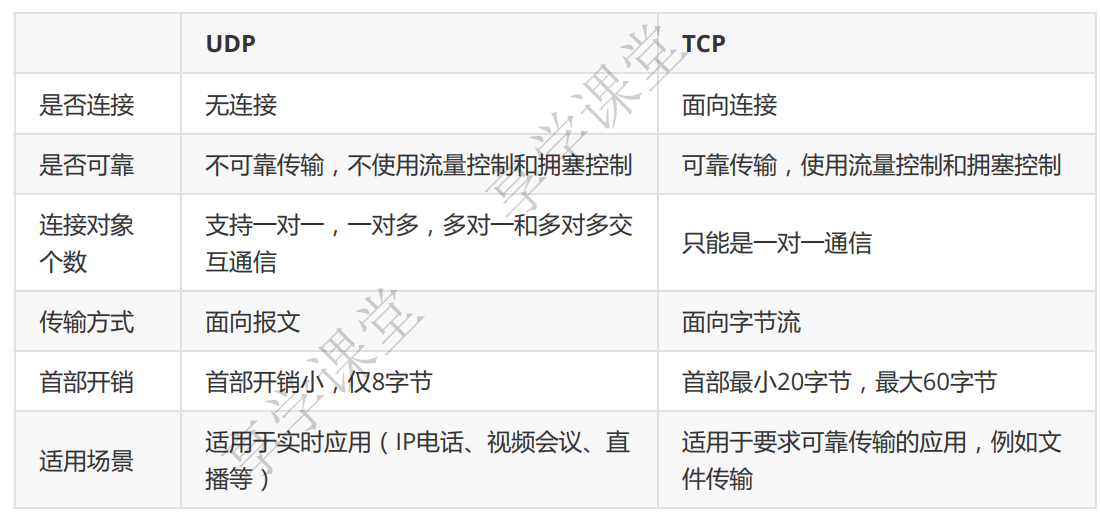 UDP TCP
是否连接 无连接 面向连接
是否可靠 不可靠传输，不使用流量控制和拥塞控制 可靠传输，使用流量控制和拥塞控制
连接对象
个数
支持一对一，一对多，多对一和多对多交
互通信
只能是一对一通信
传输方式 面向报文 面向字节流
首部开销 首部开销小，仅8字节 首部最小20字节，最大60字节
适用场景
适用于实时应用（IP电话、视频会议、直
播等）
适用于要求可靠传输的应用，例如文
件传输
享学课堂
享学课堂